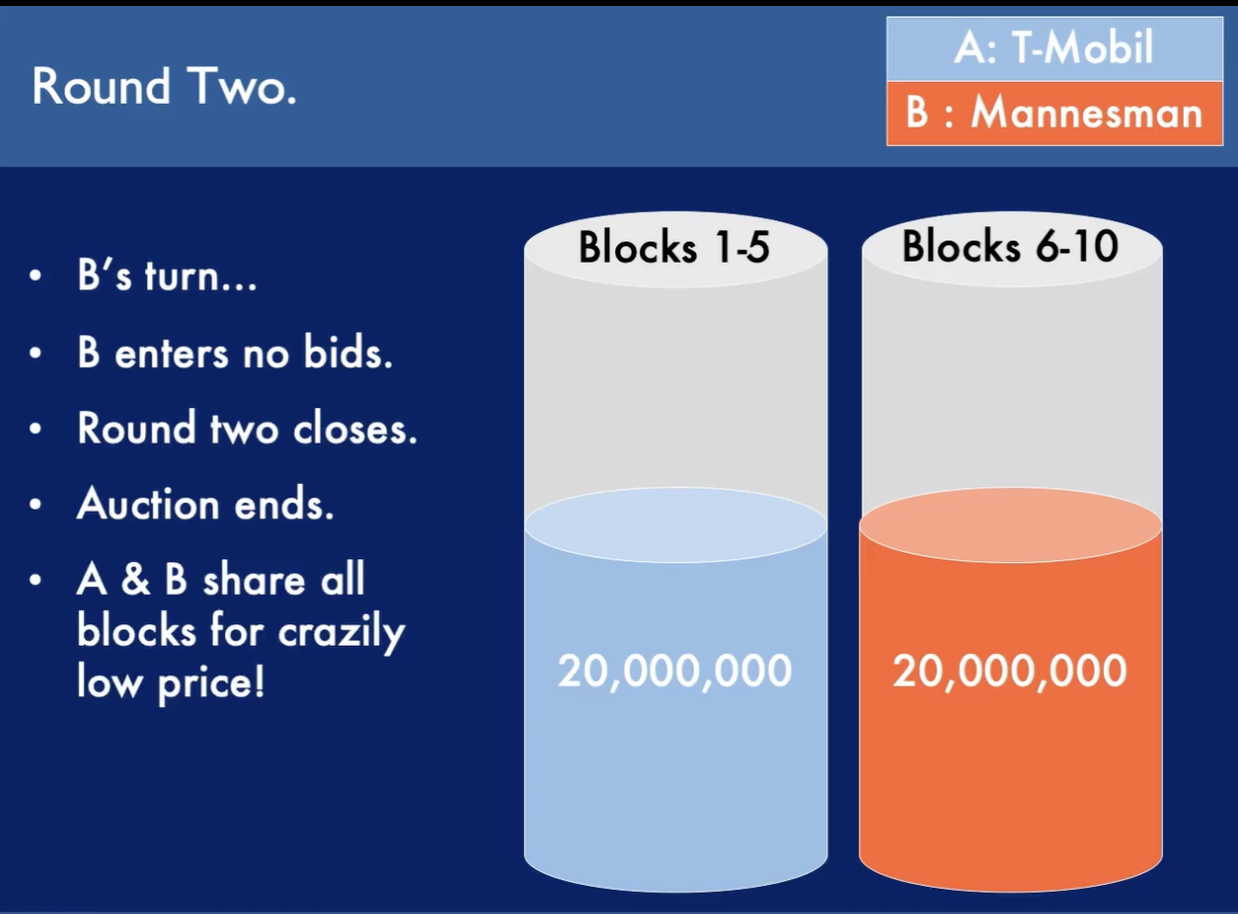 Round Two.
A: T-Mobil
B : Mannesman
• B’s turn...
• B enters no bids.
• Round two closes.
• Auction ends.
• A & B share all
blocks for crazily
low price!
Blocks 1-5
Blocks 6-10
20,000,000
20,000,000